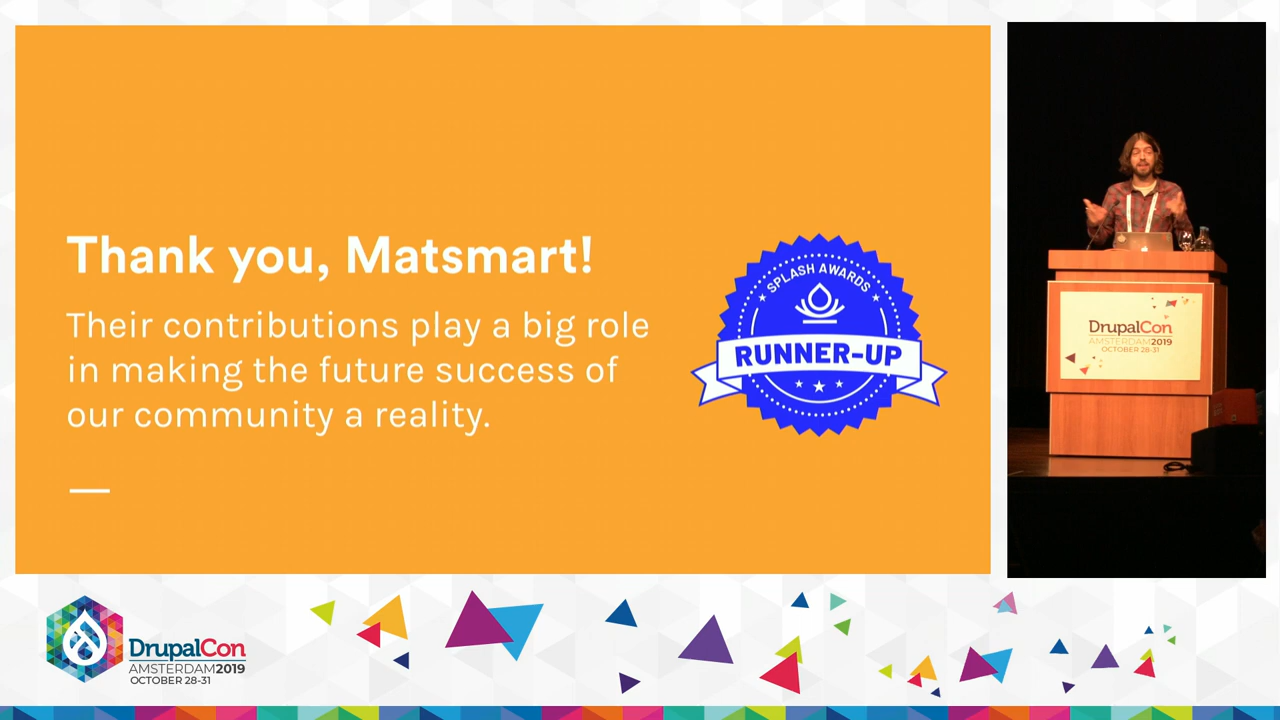 Thank you, Matsmart!
Their contributions play a big role
in making the future success of
our community a reality.
SPLASH AWARDS
RUNNER-UP
DrupalCon
AMSTERDAM2019
OCTOBER 28-31
DrupalCon
AMSTERDAM2019
OCTOBER 28-31